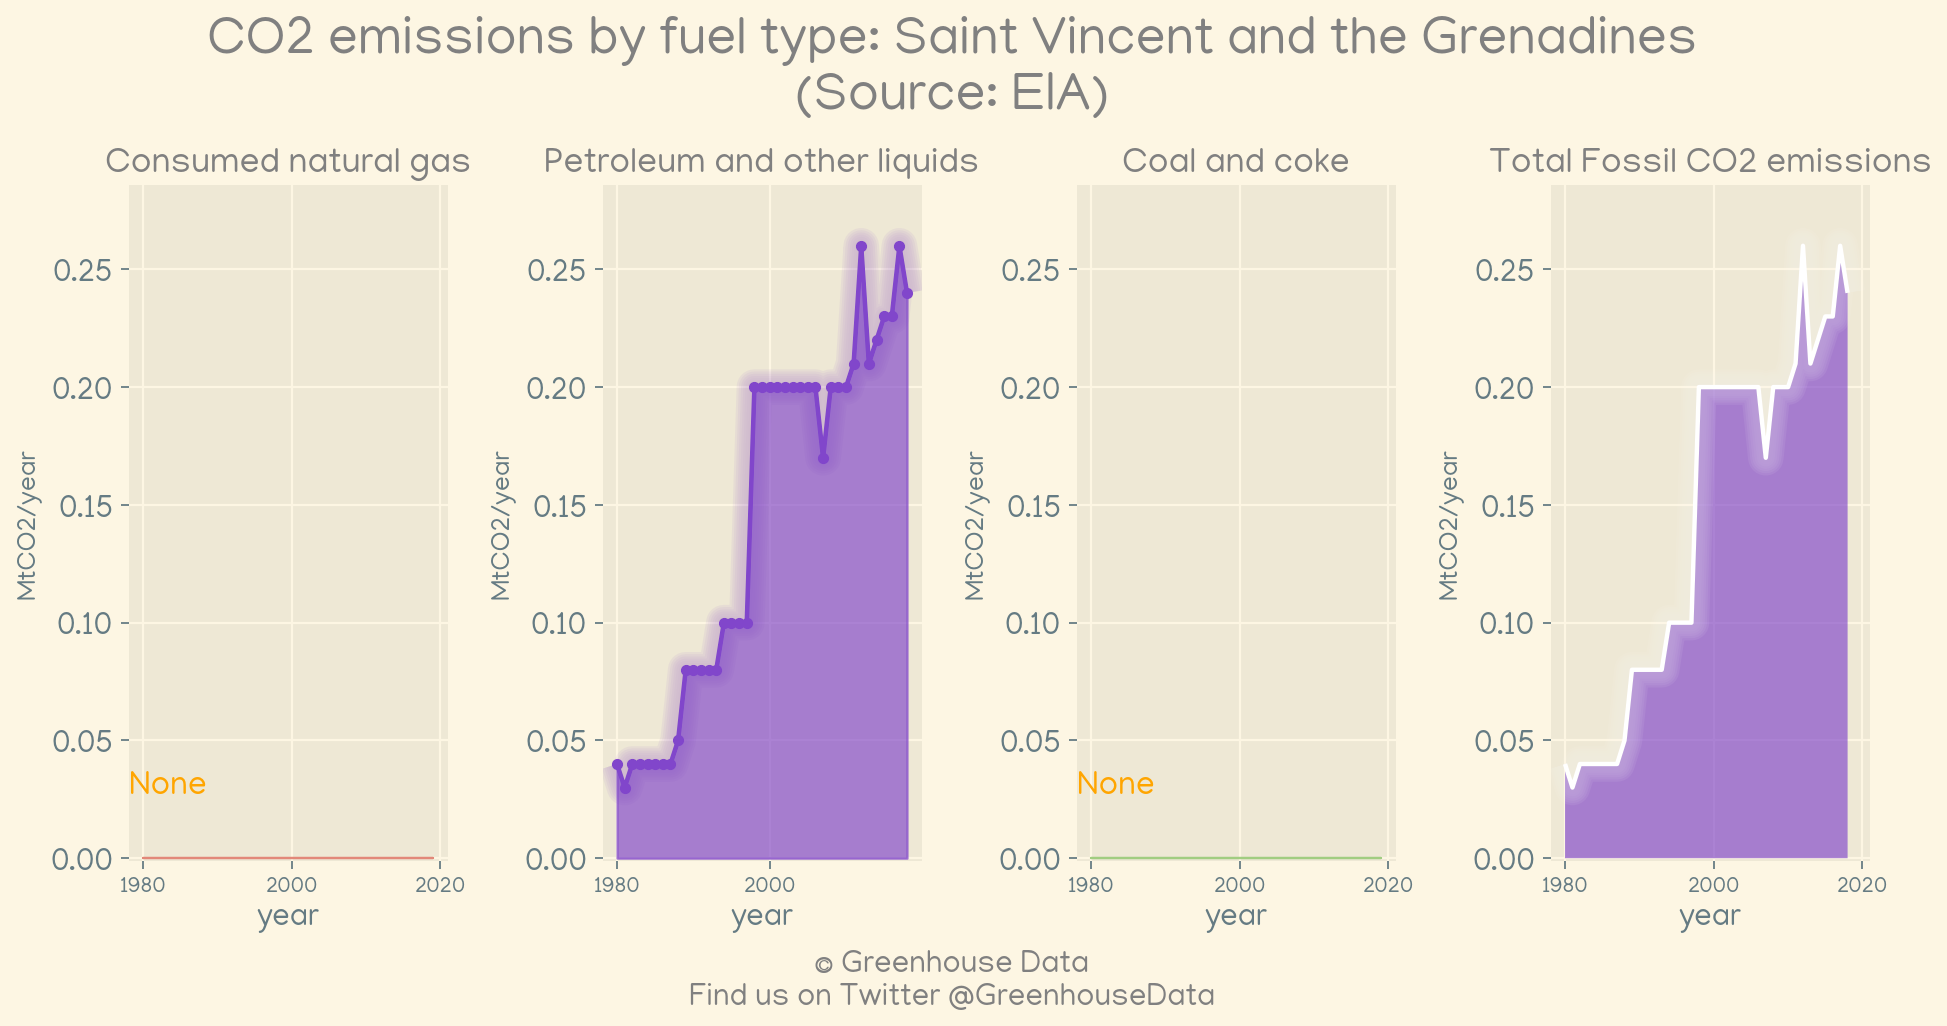 CO2 emissions by fuel type: Saint Vincent and the Grenadines
(Source: EIA)
Consumed natural gas
Petroleum and other liquids
Coal and coke
Total Fossil CO2 emissions
MtCO2/year
0.25
0.20
0.15
0.10
0.05
0.00
None
1980
2000
2020
year
MtCO2/year
0.25
0.20
0.15
0.10
0.05
0.00
1980
2000
year
MtCO2/year
0.25
0.20
0.15
0.10
0.05
0.00
None
1980
2000
2020
year
MtCO2/year
0.25
0.20
0.15
0.10
0.05
0.00
1980
2000
2020
year
© Greenhouse Data
Find us on Twitter @GreenhouseData